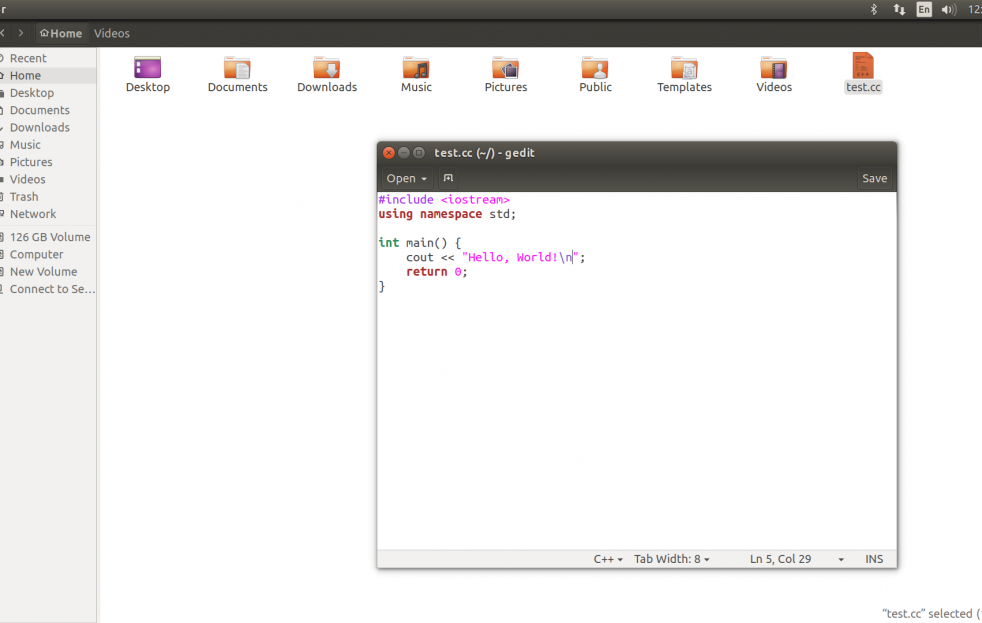 r
En
12:
Home Videos
Recent
Home
Desktop
Documents
Downloads
Music
Pictures
Videos
Trash
Network
126 GB Volume
Computer
New Volume
Connect to Se...
Desktop Documents Downloads Music Pictures Public Templates Videos test.cc
test.cc (~/) - gedit
Open Save
#include <iostream>
using namespace std;
int main() {
    cout << "Hello, World!\n";
    return 0;
}
C++ Tab Width: 8 Ln 5, Col 29 INS
“test.cc” selected (